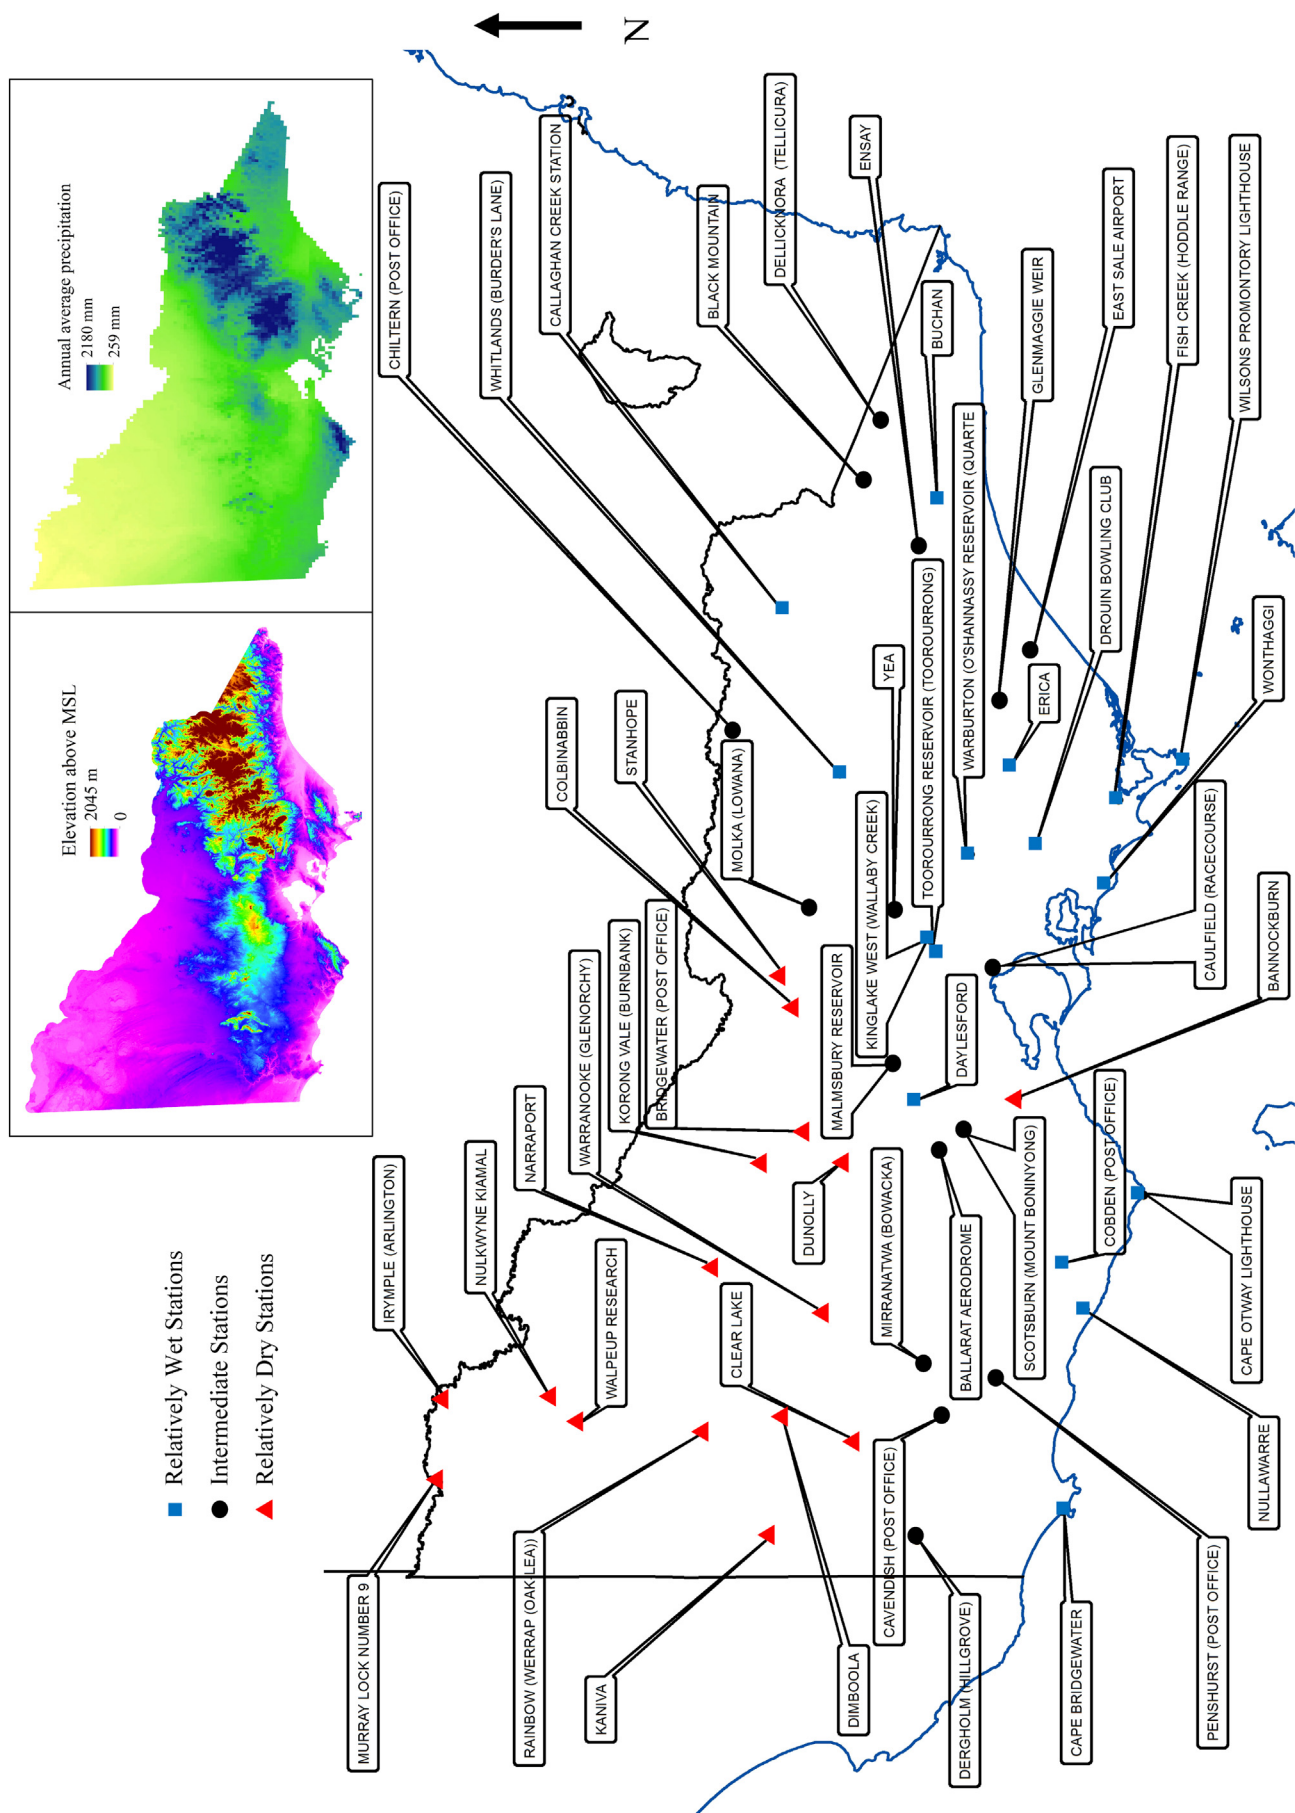 Elevation above MSL
2045 m
0
Annual average precipitation
2180 mm
259 mm
N
Relatively Wet Stations
Intermediate Stations
Relatively Dry Stations
MURRAY LOCK NUMBER 9
IRYMPLE (ARLINGTON)
NULKWYNE KIAMAL
NARRAPORT
WARRANOOKE (GLENORCHY)
KORONG VALE (BURNBANK)
BRIDGEWATER (POST OFFICE)
COLBINABBIN
STANHOPE
MOLKA (LOWANA)
CHILTERN (POST OFFICE)
WHITLANDS (BURDER'S LANE)
CALLAGHAN CREEK STATION
BLACK MOUNTAIN
DELLICKNORA (TELLICURA)
ENSAY
BUCHAN
RAINBOW (WERRAP (OAK LEA))
WALPEUP RESEARCH
KANIVA
CLEAR LAKE
DUNOLLY
MALMSBURY RESERVOIR
KINGLAKE WEST (WALLABY CREEK)
YEA
TOOROURRONG RESERVOIR (TOOROURRONG)
WARBURTON (O'SHANNASSY RESERVOIR (QUARTE
GLENMAGGIE WEIR
ERICA
EAST SALE AIRPORT
DROUIN BOWLING CLUB
FISH CREEK (HODDLE RANGE)
WILSONS PROMONTORY LIGHTHOUSE
DIMBOOLA
CAVENDISH (POST OFFICE)
MIRRANATWA (BOWACKA)
DAYLESFORD
DERGHOLM (HILLGROVE)
BALLARAT AERODROME
SCOTSBURN (MOUNT BONINYONG)
COBDEN (POST OFFICE)
CAULFIELD (RACECOURSE)
WONTHAGGI
BANNOCKBURN
CAPE BRIDGEWATER
PENSHURST (POST OFFICE)
NULLAWARRE
CAPE OTWAY LIGHTHOUSE